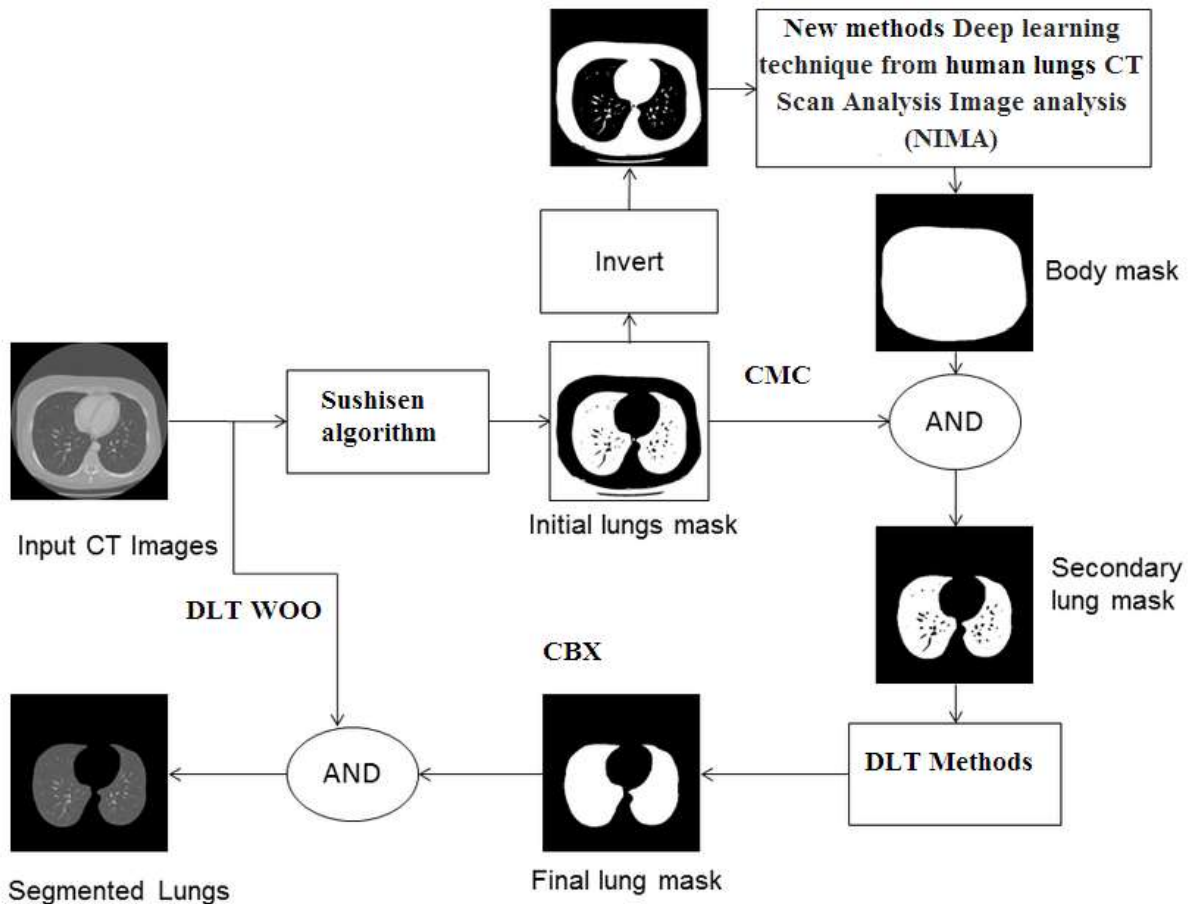 New methods Deep learning
technique from human lungs CT
Scan Analysis Image analysis
(NIMA)
Invert
Body mask
Sushisen
algorithm
CMC
AND
Input CT Images
Initial lungs mask
Secondary
lung mask
DLT WOO
CBX
AND
DLT Methods
Segmented Lungs
Final lung mask